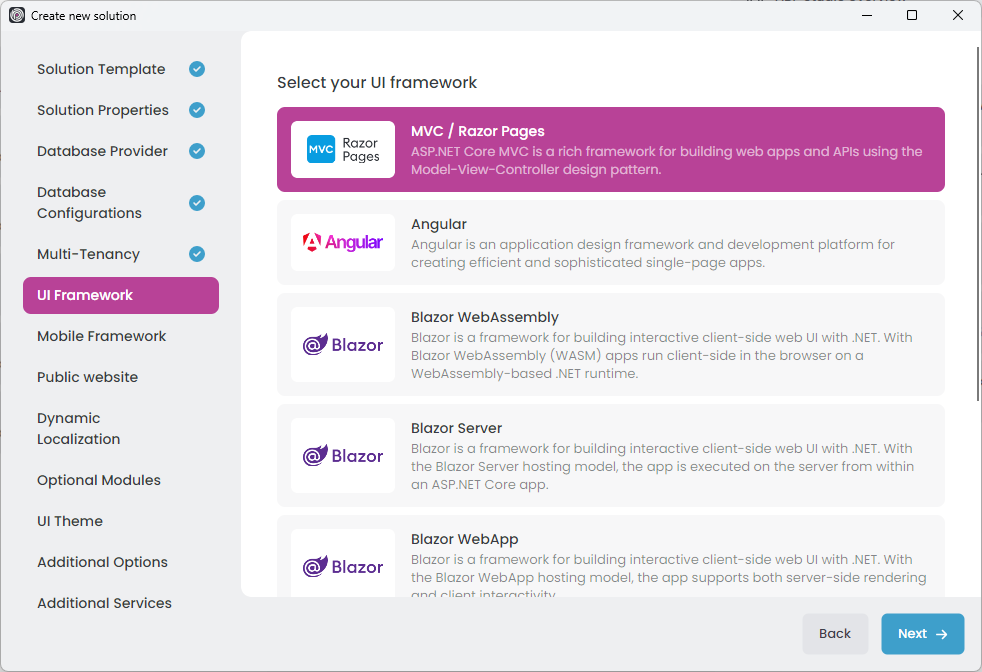 Create new solution
Solution Template
Solution Properties
Database Provider
Database
Configurations
Multi-Tenancy
UI Framework
Mobile Framework
Public website
Dynamic
Localization
Optional Modules
UI Theme
Additional Options
Additional Services
Select your UI framework
MVC
Razor
Pages
MVC / Razor Pages
ASP.NET Core MVC is a rich framework for building web apps and APIs using the
Model-View-Controller design pattern.
Angular
Angular
Angular is an application design framework and development platform for
creating efficient and sophisticated single-page apps.
Blazor
Blazor WebAssembly
Blazor is a framework for building interactive client-side web UI with .NET. With
Blazor WebAssembly (WASM) apps run client-side in the browser on a
WebAssembly-based .NET runtime.
Blazor
Blazor Server
Blazor is a framework for building interactive client-side web UI with .NET. With
the Blazor Server hosting model, the app is executed on the server from within
an ASP.NET Core app.
Blazor
Blazor WebApp
Blazor is a framework for building interactive client-side web UI with .NET. With
the Blazor WebApp hosting model, the app supports both server-side rendering
and client interactivity.
Back
Next